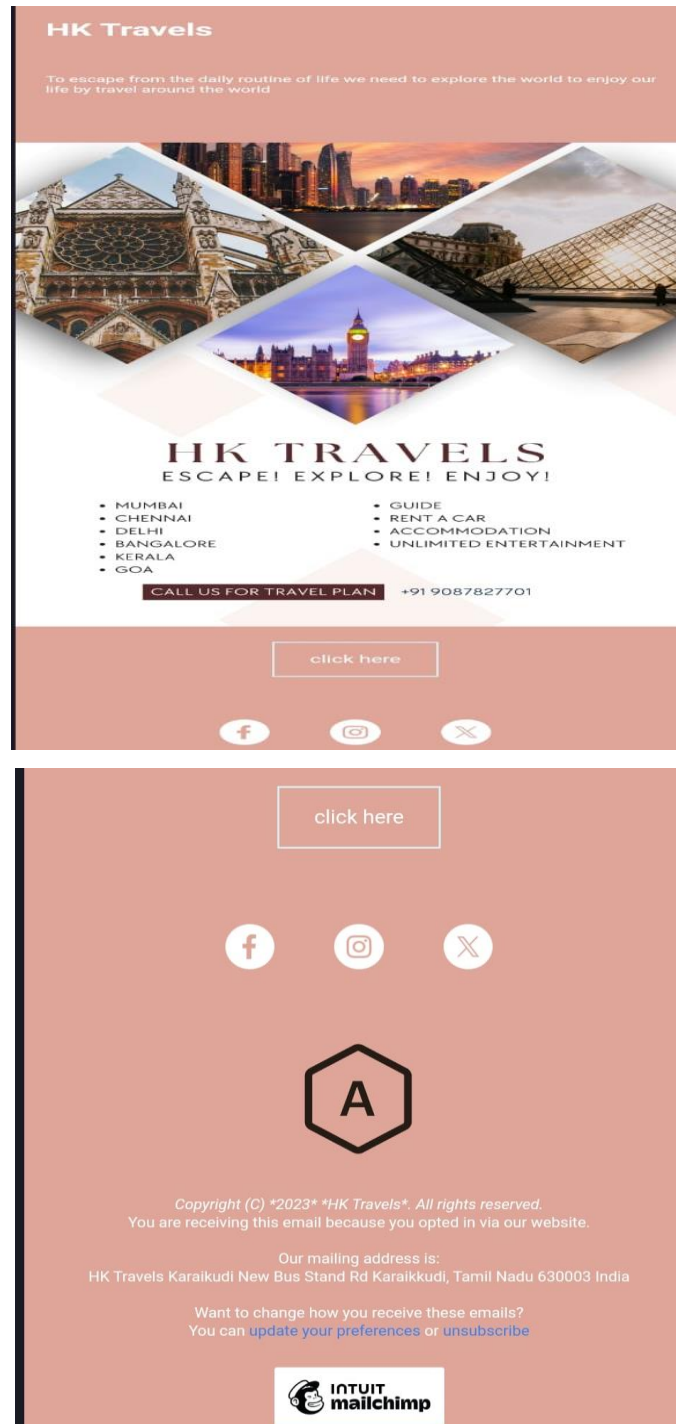 HK Travels
To escape from the daily routine of life we need to explore the world to enjoy our
life by travel around the world
HK TRAVELS
ESCAPE! EXPLORE! ENJOY!
• MUMBAI
• CHENNAI
• DELHI
• BANGALORE
• KERALA
• GOA
• GUIDE
• RENT A CAR
• ACCOMMODATION
• UNLIMITED ENTERTAINMENT
CALL US FOR TRAVEL PLAN +91 9087827701
click here
click here
A
Copyright (C) *2023* *HK Travels*. All rights reserved.
You are receiving this email because you opted in via our website.
Our mailing address is:
HK Travels Karaikudi New Bus Stand Rd Karaikkudi, Tamil Nadu 630003 India
Want to change how you receive these emails?
You can update your preferences or unsubscribe
INTUIT
mailchimp